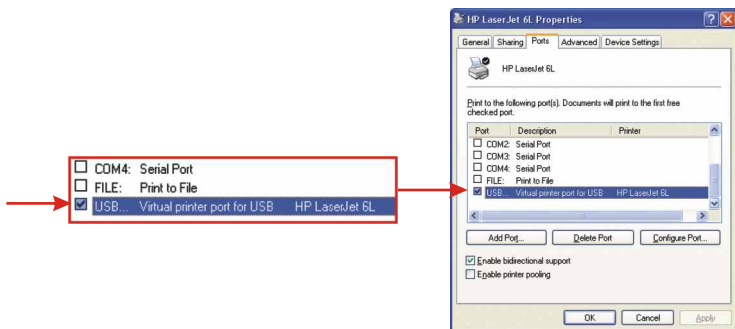 COM4: Serial Port
FILE: Print to File
USB... Virtual printer port for USB HP LaserJet 6L
HP LaserJet 6L Properties
General Sharing Ports Advanced Device Settings
HP LaserJet 6L
Print to the following port(s). Documents will print to the first free
checked port.
Port Description Printer
COM2: Serial Port
COM3: Serial Port
COM4: Serial Port
FILE: Print to File
USB... Virtual printer port for USB HP LaserJet 6L
Add Port... Delete Port Configure Port...
Enable bidirectional support
Enable printer pooling
OK Cancel Apply